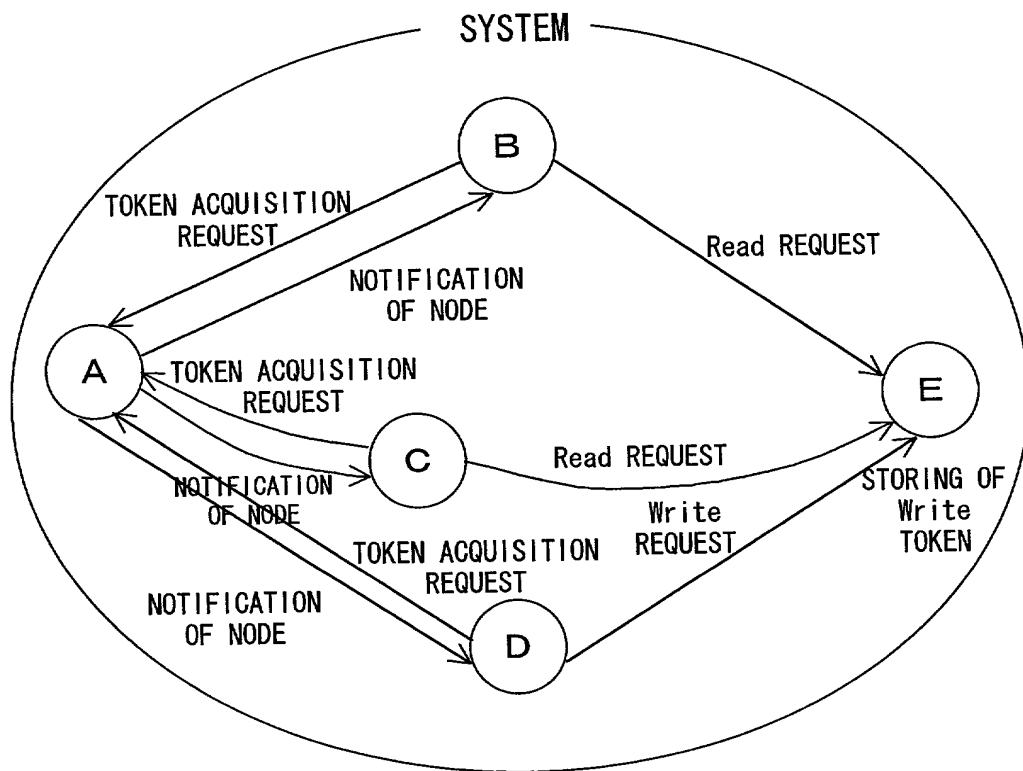 SYSTEM
B
TOKEN ACQUISITION
REQUEST
Read REQUEST
NOTIFICATION
OF NODE
A
TOKEN ACQUISITION
REQUEST
E
C
Read REQUEST
NOTIFICATION
OF NODE
STORING OF
Write
TOKEN
Write
REQUEST
TOKEN ACQUISITION
REQUEST
NOTIFICATION
OF NODE
D